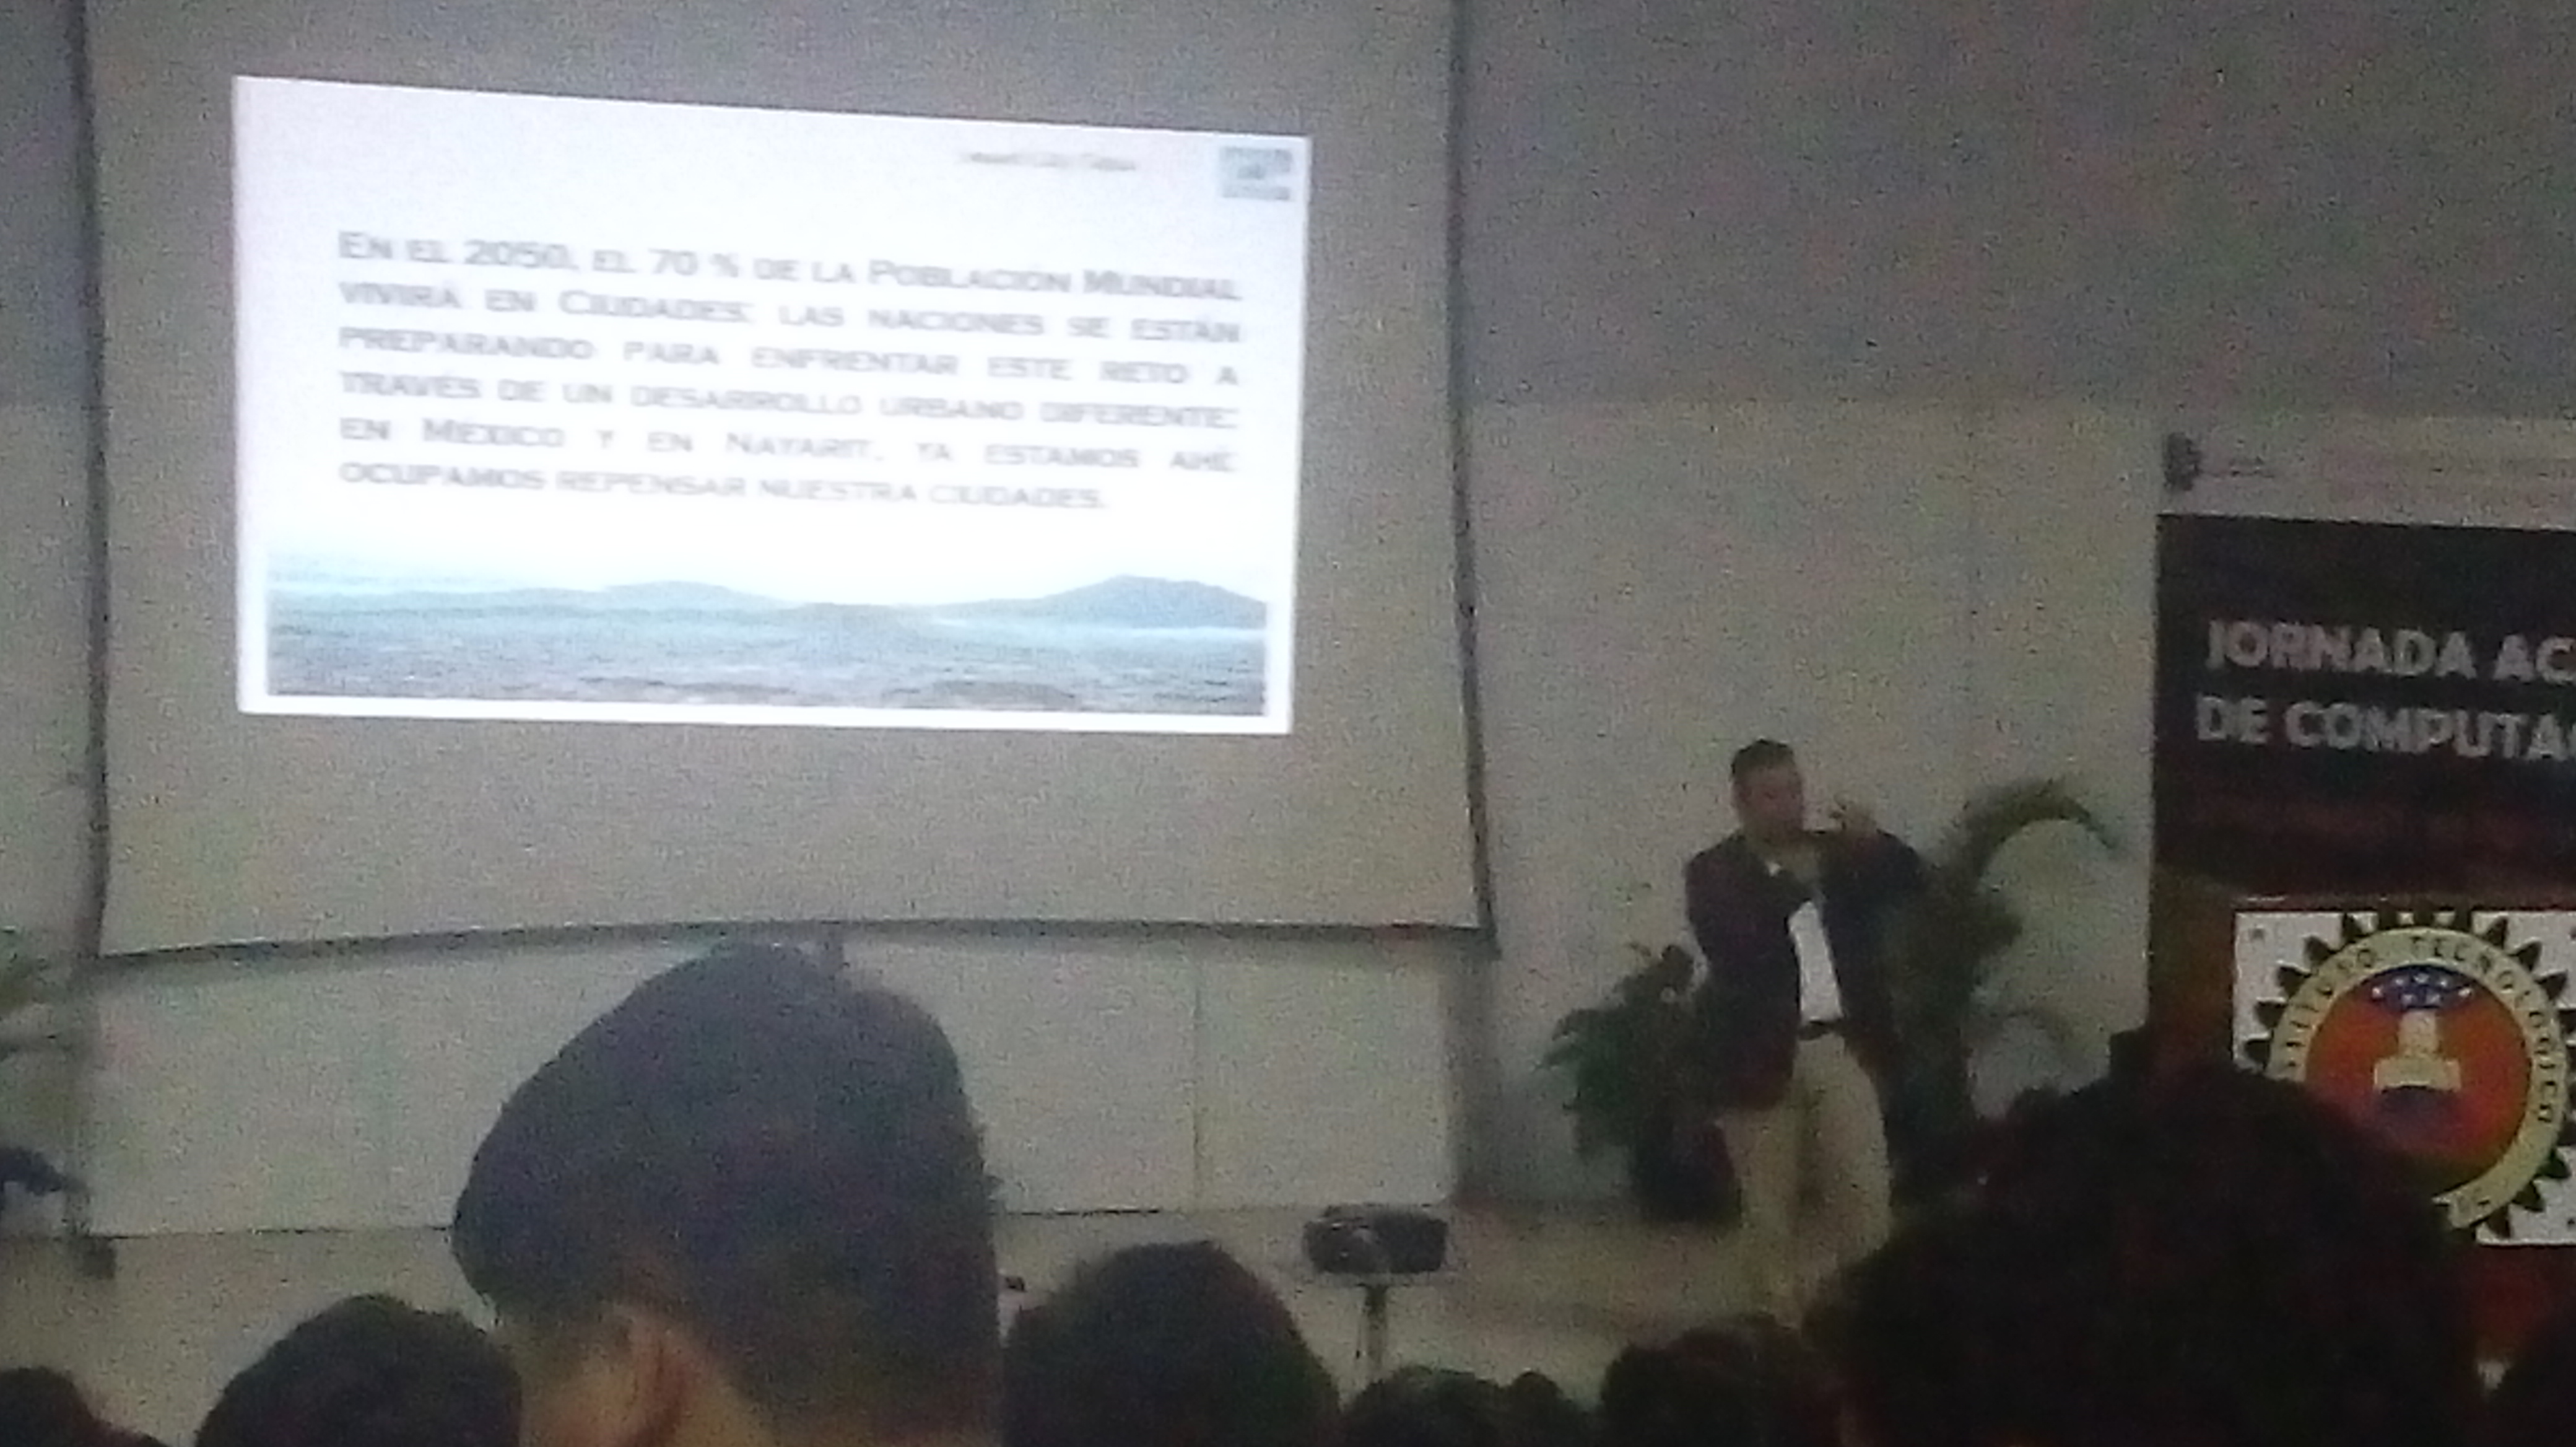 EN EL 2050, EL 70 % DE LA POBLACIÓN MUNDIAL
VIVIRÁ EN CIUDADES; LAS NACIONES SE ESTÁN
PREPARANDO PARA ENFRENTAR ESTE RETO A
TRAVÉS DE UN DESARROLLO URBANO DIFERENTE;
EN MÉXICO Y EN NAYARIT, YA ESTAMOS AHÍ;
OCUPAMOS REPENSAR NUESTRA CIUDADES.
JORNADA AC
DE COMPUTA
TECNOLOGICO